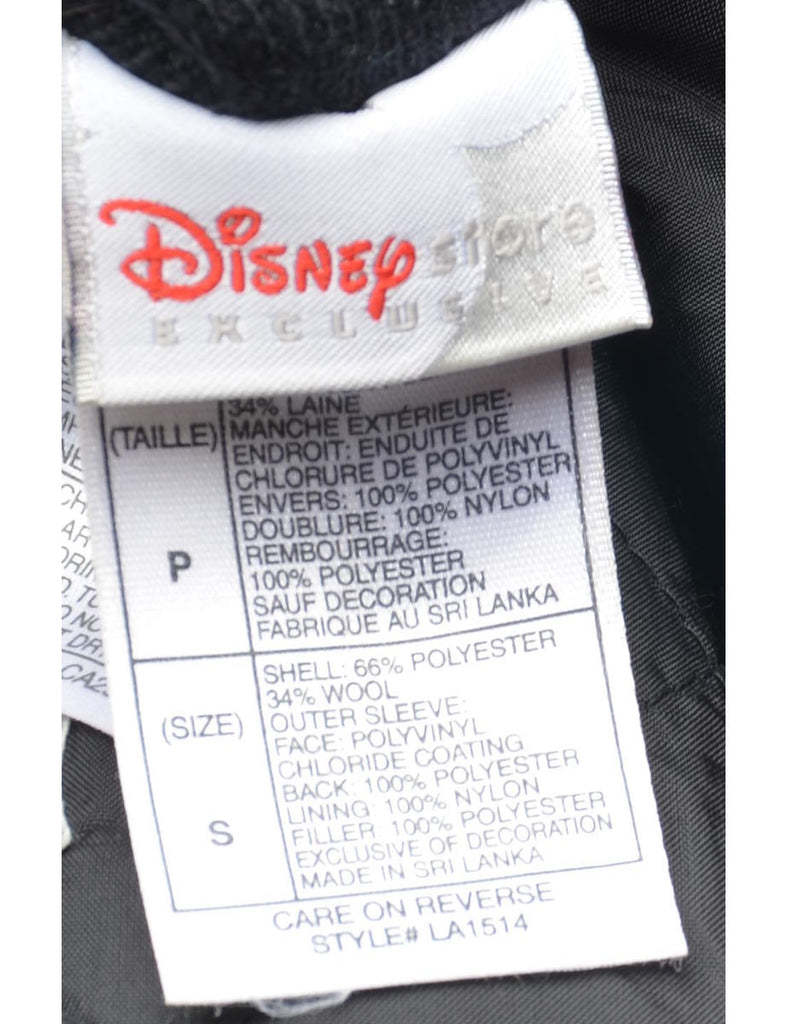 Disney store
EXCLUSIVE
34% LAINE
(TAILLE)
MANCHE EXTÉRIEURE:
ENDROIT: ENDUITE DE
CHLORURE DE POLYVINYL
ENVERS: 100% POLYESTER
DOUBLURE: 100% NYLON
P
REMBOURRAGE:
100% POLYESTER
SAUF DECORATION
FABRIQUE AU SRI LANKA
SHELL: 66% POLYESTER
34% WOOL
(SIZE)
OUTER SLEEVE:
FACE: POLYVINYL
CHLORIDE COATING
BACK: 100% POLYESTER
S
LINING: 100% NYLON
FILLER: 100% POLYESTER
EXCLUSIVE OF DECORATION
MADE IN SRI LANKA
CARE ON REVERSE
STYLE# LA1514